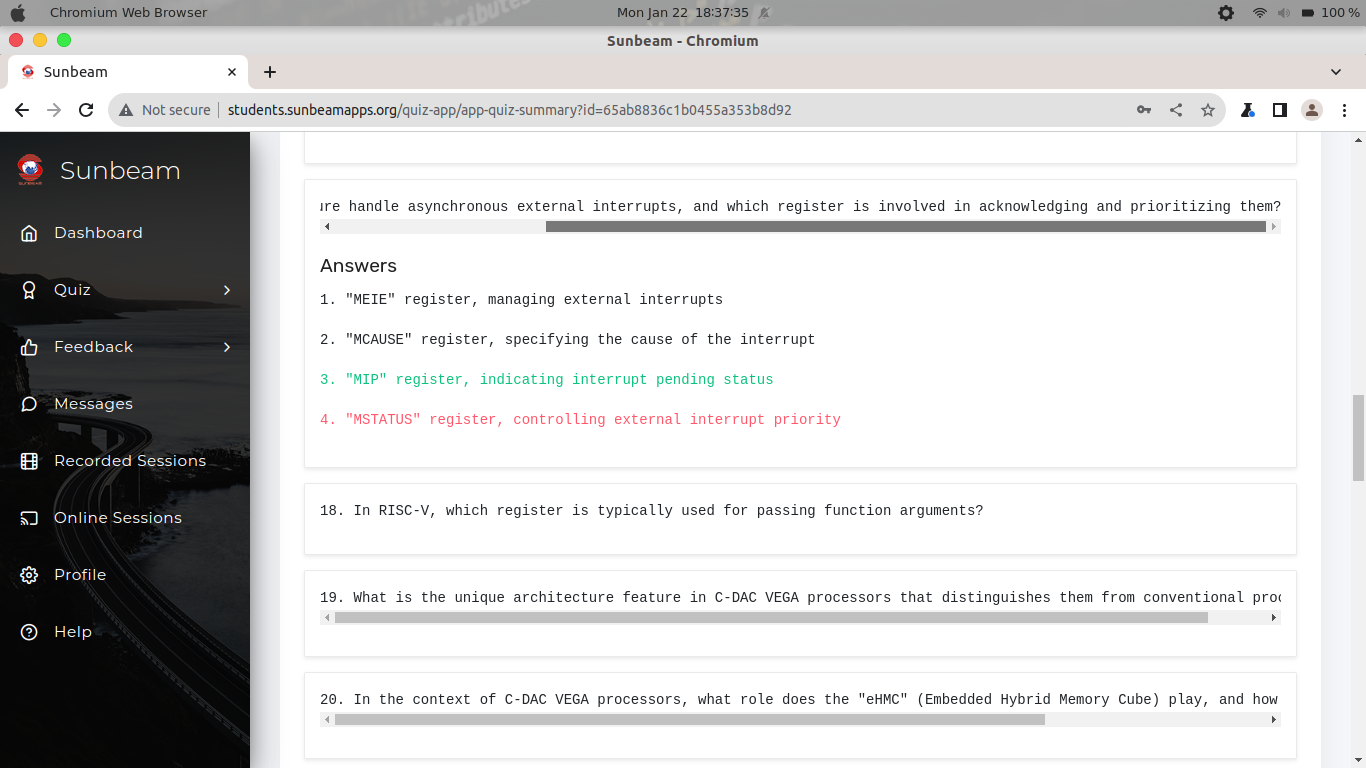 Chromium Web Browser
Mon Jan 22 18:37:35
100 %
Sunbeam - Chromium
Sunbeam
Not secure
students.sunbeamapps.org/quiz-app/app-quiz-summary?id=65ab8836c1b0455a353b8d92
Sunbeam
Dashboard
Quiz
Feedback
Messages
Recorded Sessions
Online Sessions
Profile
Help
ure handle asynchronous external interrupts, and which register is involved in acknowledging and prioritizing them?
Answers
1. "MEIE" register, managing external interrupts
2. "MCAUSE" register, specifying the cause of the interrupt
3. "MIP" register, indicating interrupt pending status
4. "MSTATUS" register, controlling external interrupt priority
18. In RISC-V, which register is typically used for passing function arguments?
19. What is the unique architecture feature in C-DAC VEGA processors that distinguishes them from conventional proc
20. In the context of C-DAC VEGA processors, what role does the "eHMC" (Embedded Hybrid Memory Cube) play, and how